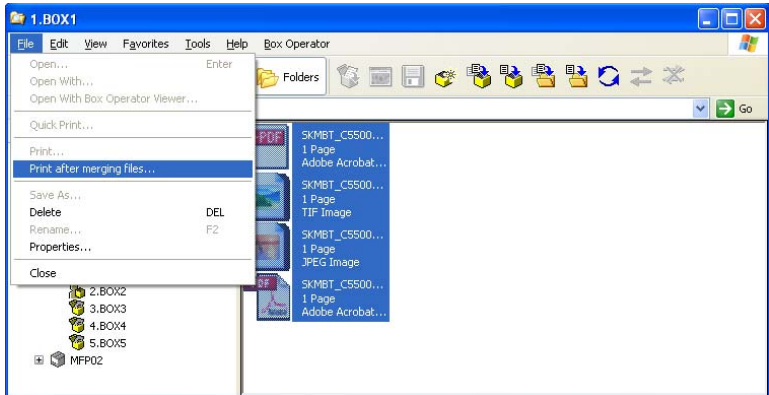 1.BOX1
File Edit View Favorites Tools Help Box Operator
Open... Enter
Open With...
Open With Box Operator Viewer...
Quick Print...
Print...
Print after merging files...
Save As...
Delete DEL
Rename... F2
Properties...
Close
Folders
Go
2.BOX2
3.BOX3
4.BOX4
5.BOX5
MFP02
PDF
SKMBT_C5500...
1 Page
Adobe Acrobat...
SKMBT_C5500...
1 Page
TIF Image
SKMBT_C5500...
1 Page
JPEG Image
DF
SKMBT_C5500...
1 Page
Adobe Acrobat...